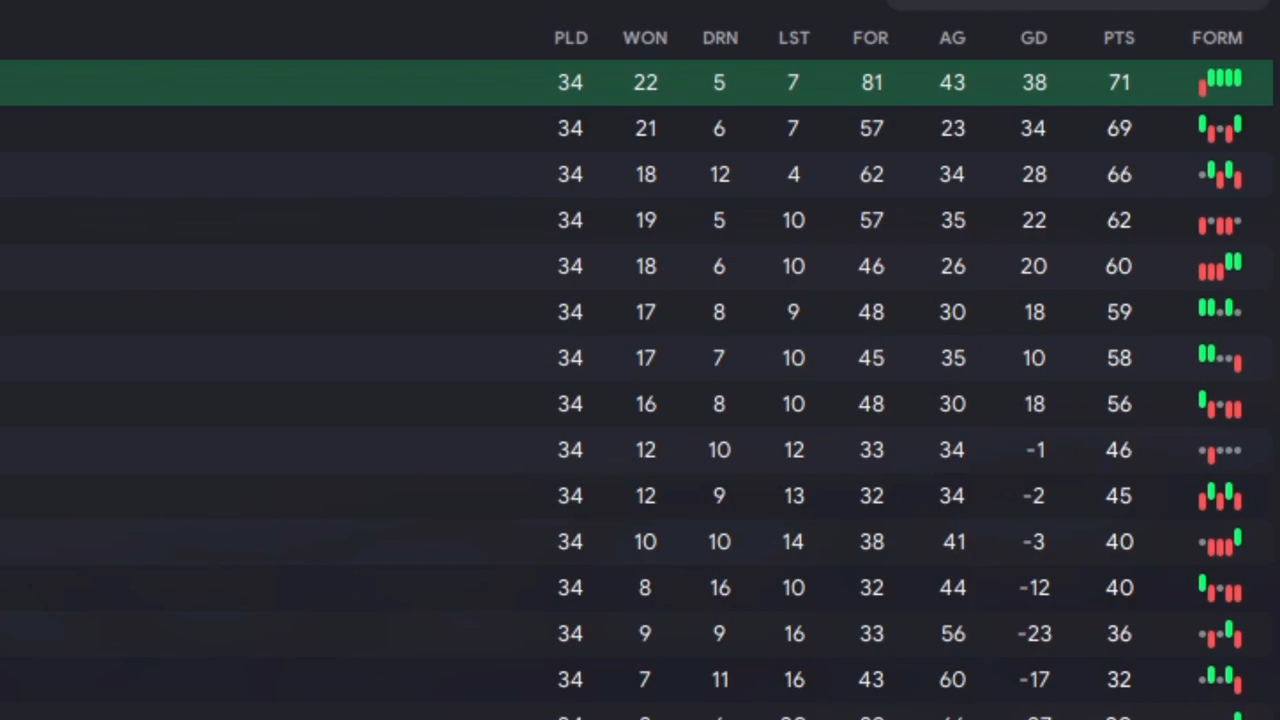 PLD WON DRN LST FOR AG GD PTS FORM
34 22 5 7 81 43 38 71
34 21 6 7 57 23 34 69
34 18 12 4 62 34 28 66
34 19 5 10 57 35 22 62
34 18 6 10 46 26 20 60
34 17 8 9 48 30 18 59
34 17 7 10 45 35 10 58
34 16 8 10 48 30 18 56
34 12 10 12 33 34 -1 46
34 12 9 13 32 34 -2 45
34 10 10 14 38 41 -3 40
34 8 16 10 32 44 -12 40
34 9 9 16 33 56 -23 36
34 7 11 16 43 60 -17 32